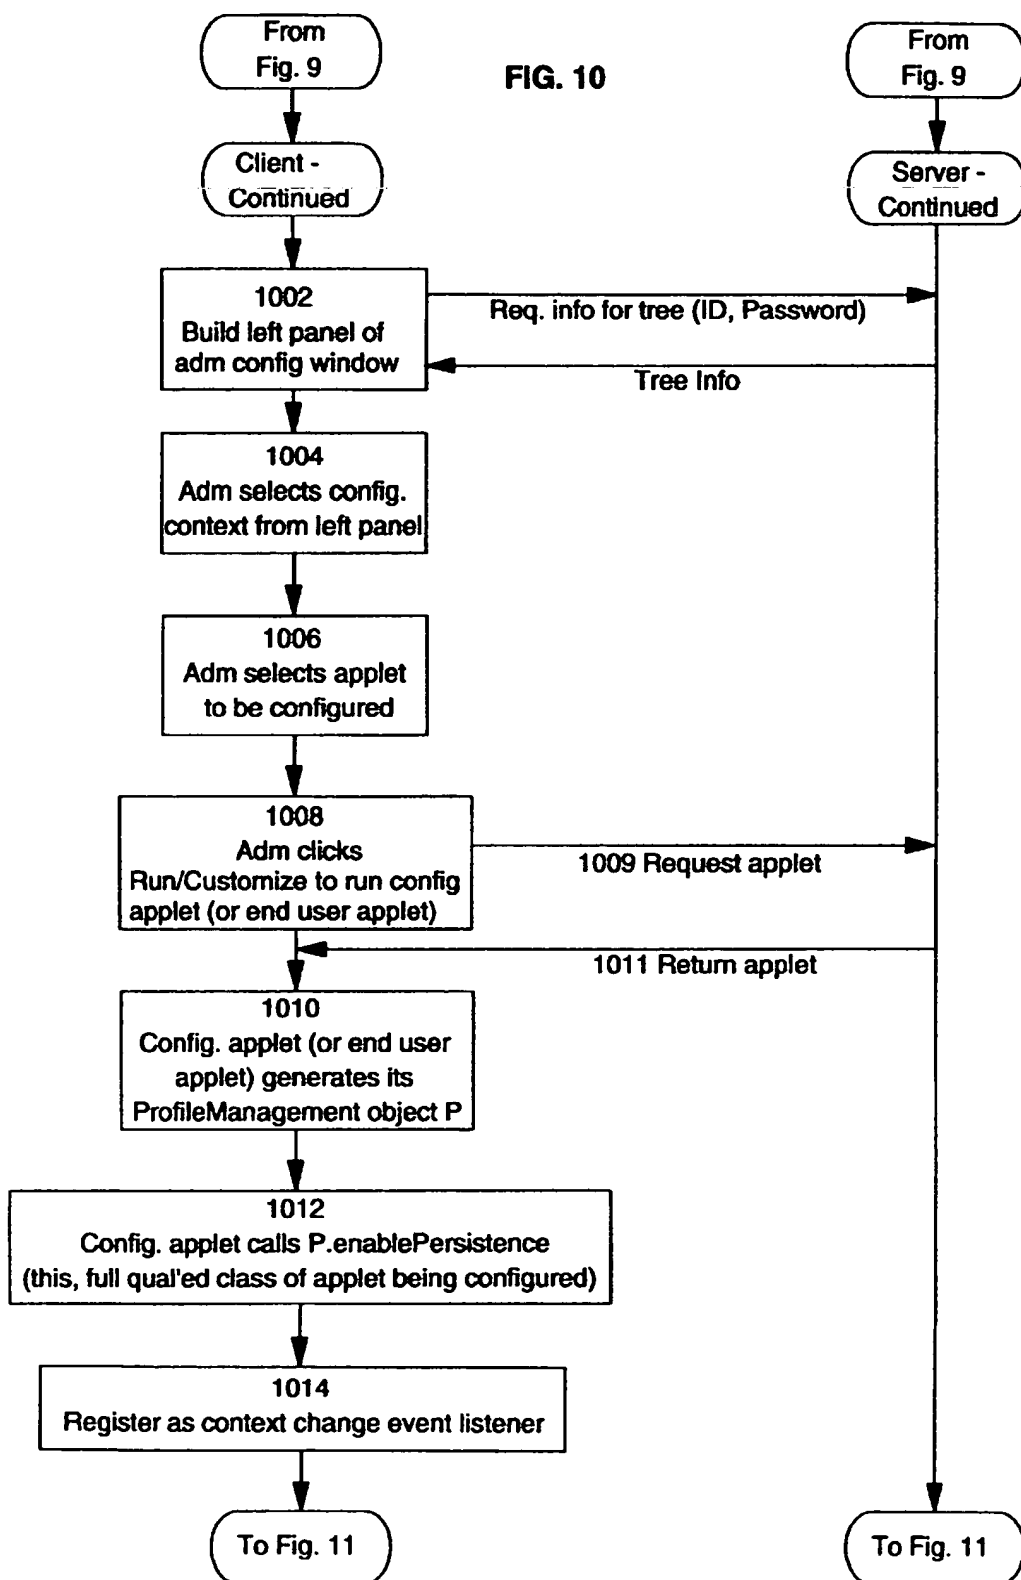 From
Fig. 9
FIG. 10
From
Fig. 9
Client -
Continued
Server -
Continued
1002
Build left panel of
adm config window
Req. info for tree (ID, Password)
Tree Info
1004
Adm selects config.
context from left panel
1006
Adm selects applet
to be configured
1008
Adm clicks
Run/Customize to run config
applet (or end user applet)
1009 Request applet
1011 Return applet
1010
Config. applet (or end user
applet) generates its
ProfileManagement object P
1012
Config. applet calls P.enablePersistence
(this, full qual'ed class of applet being configured)
1014
Register as context change event listener
To Fig. 11
To Fig. 11